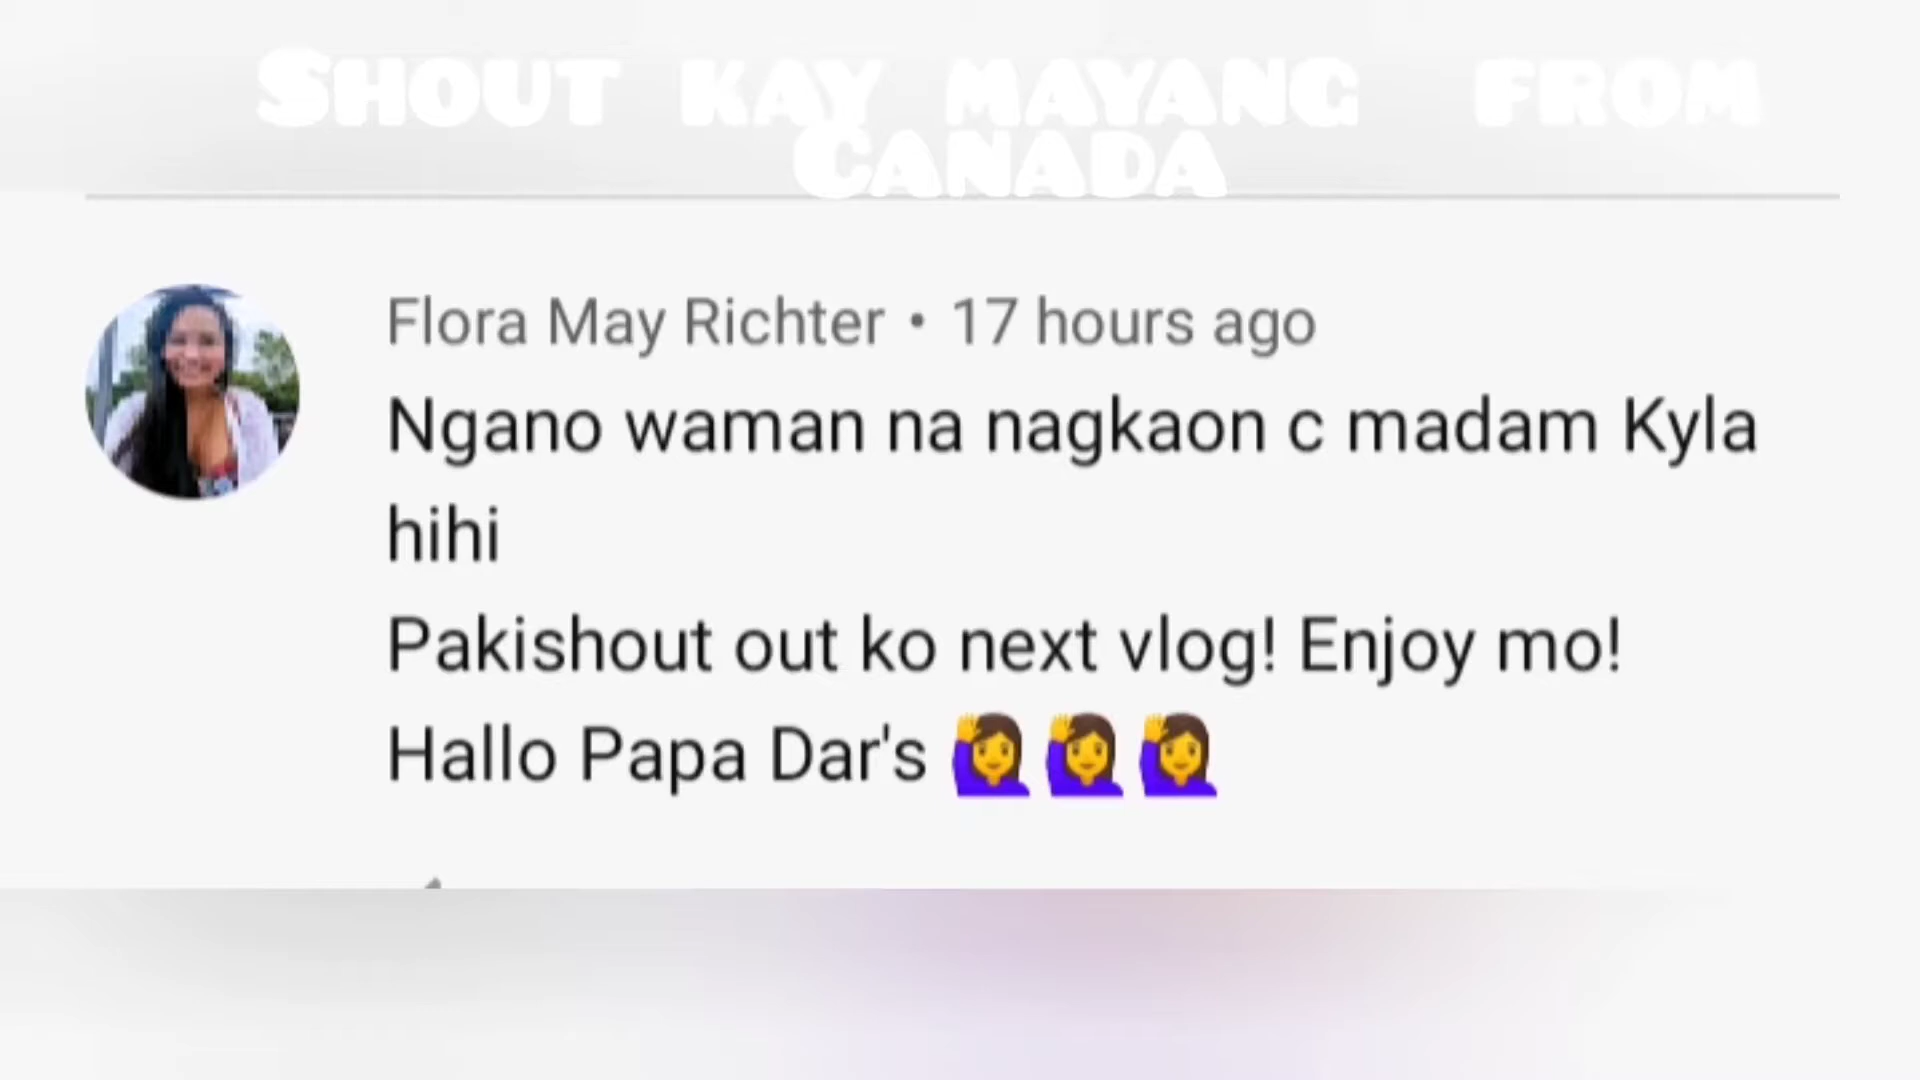 SHOUT KAY MAYANG FROM
CANADA
Flora May Richter • 17 hours ago
Ngano waman na nagkaon c madam Kyla
hihi
Pakishout out ko next vlog! Enjoy mo!
Hallo Papa Dar's 🙋‍♀️🙋‍♀️🙋‍♀️